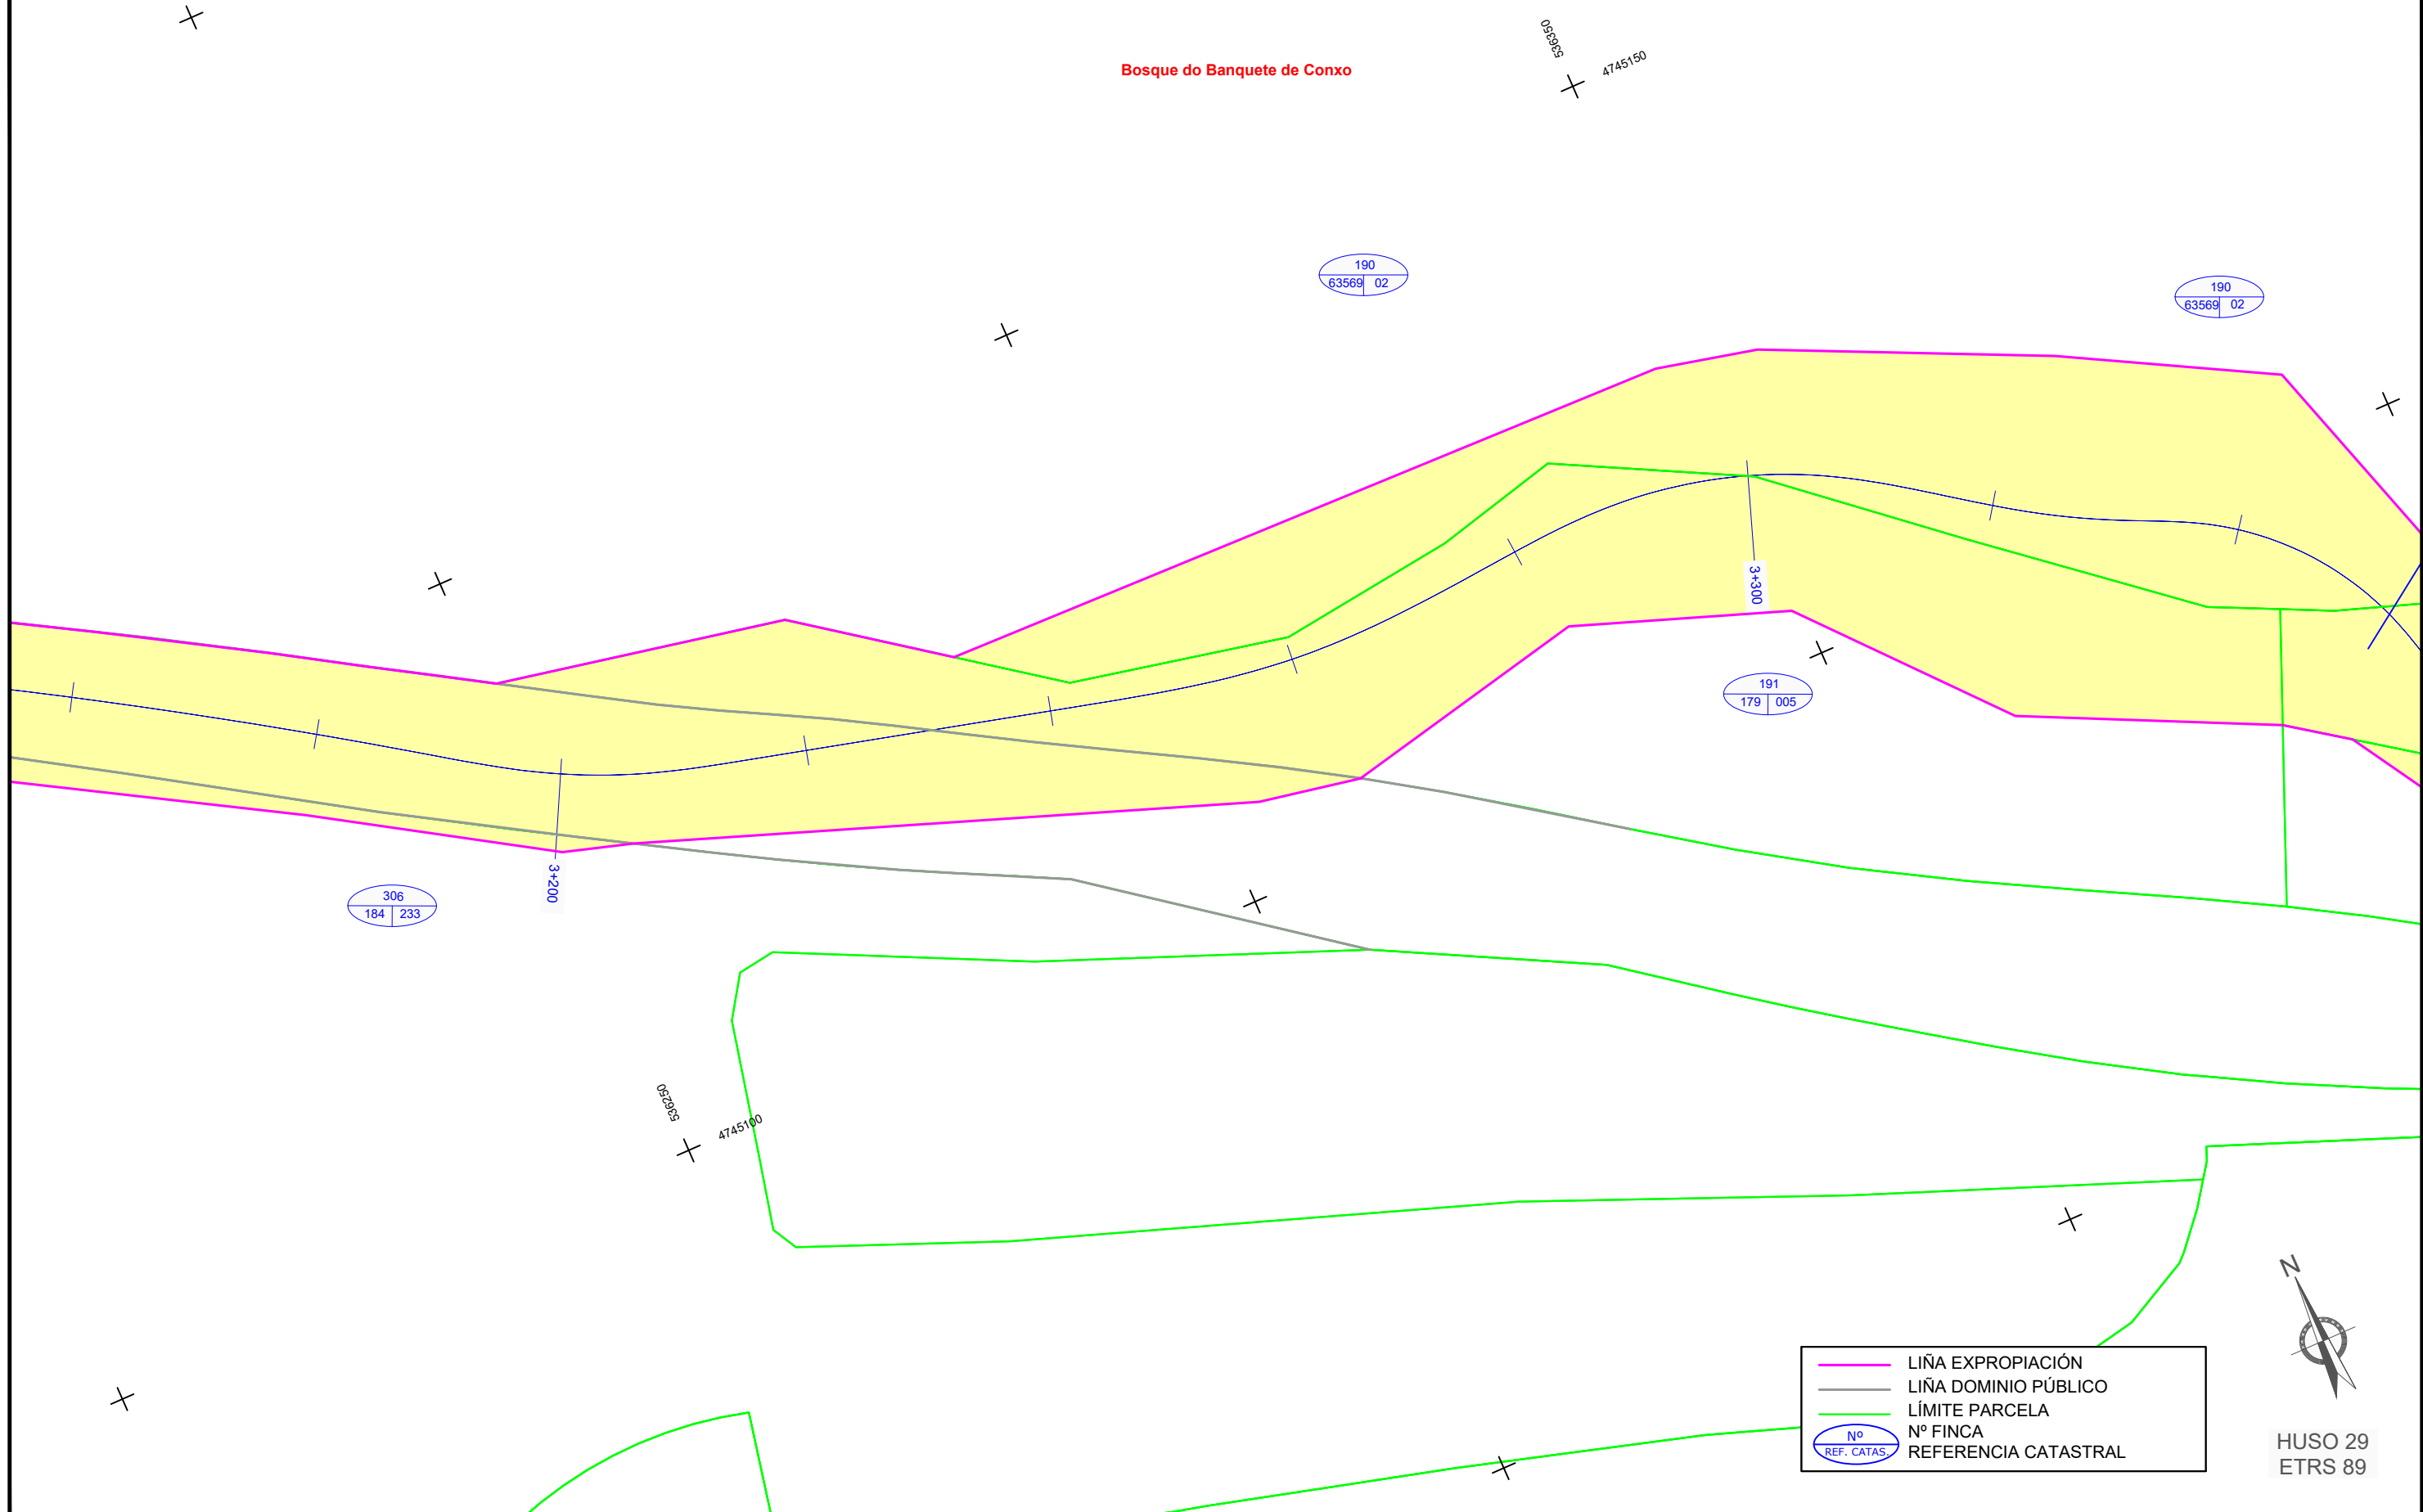 536350
4745150
Bosque do Banquete de Conxo
190
63569 02
190
63569 02
3+300
191
179 005
3+200
306
184 233
536250
4745100
N
LIÑA EXPROPIACIÓN
LIÑA DOMINIO PÚBLICO
LÍMITE PARCELA
Nº
REF. CATAS.
Nº FINCA
REFERENCIA CATASTRAL
HUSO 29
ETRS 89